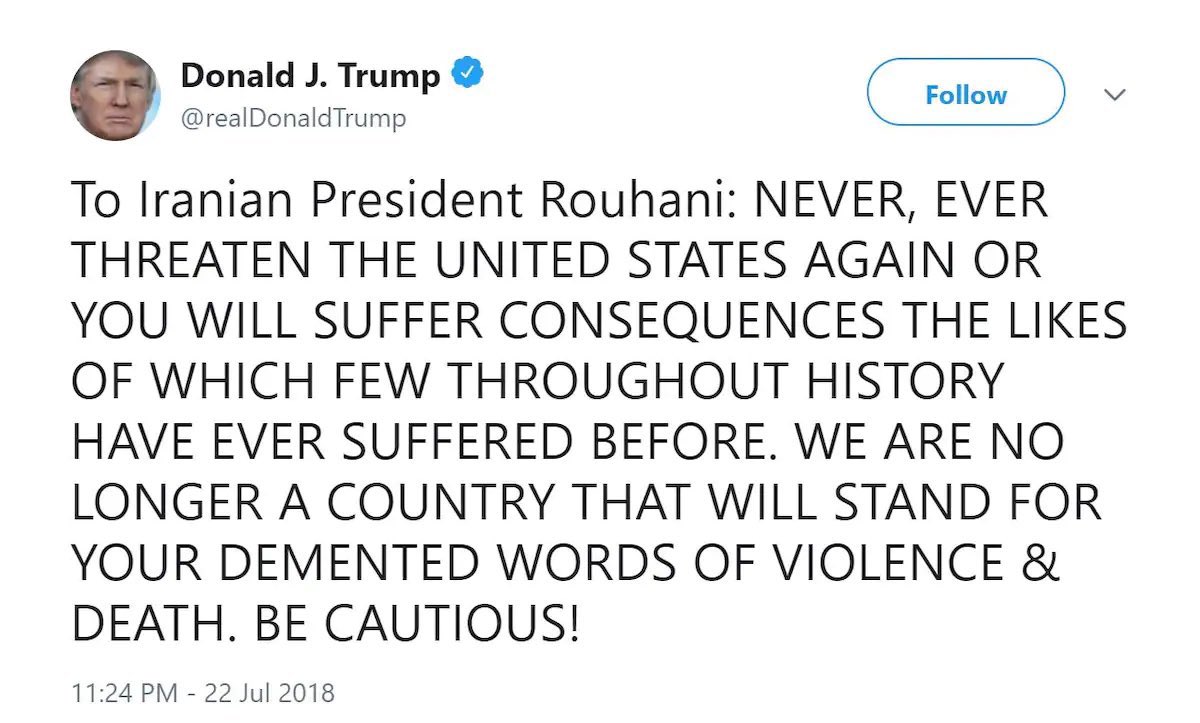 Donald J. Trump
@realDonaldTrump
Follow
To Iranian President Rouhani: NEVER, EVER
THREATEN THE UNITED STATES AGAIN OR
YOU WILL SUFFER CONSEQUENCES THE LIKES
OF WHICH FEW THROUGHOUT HISTORY
HAVE EVER SUFFERED BEFORE. WE ARE NO
LONGER A COUNTRY THAT WILL STAND FOR
YOUR DEMENTED WORDS OF VIOLENCE &
DEATH. BE CAUTIOUS!
11:24 PM - 22 Jul 2018